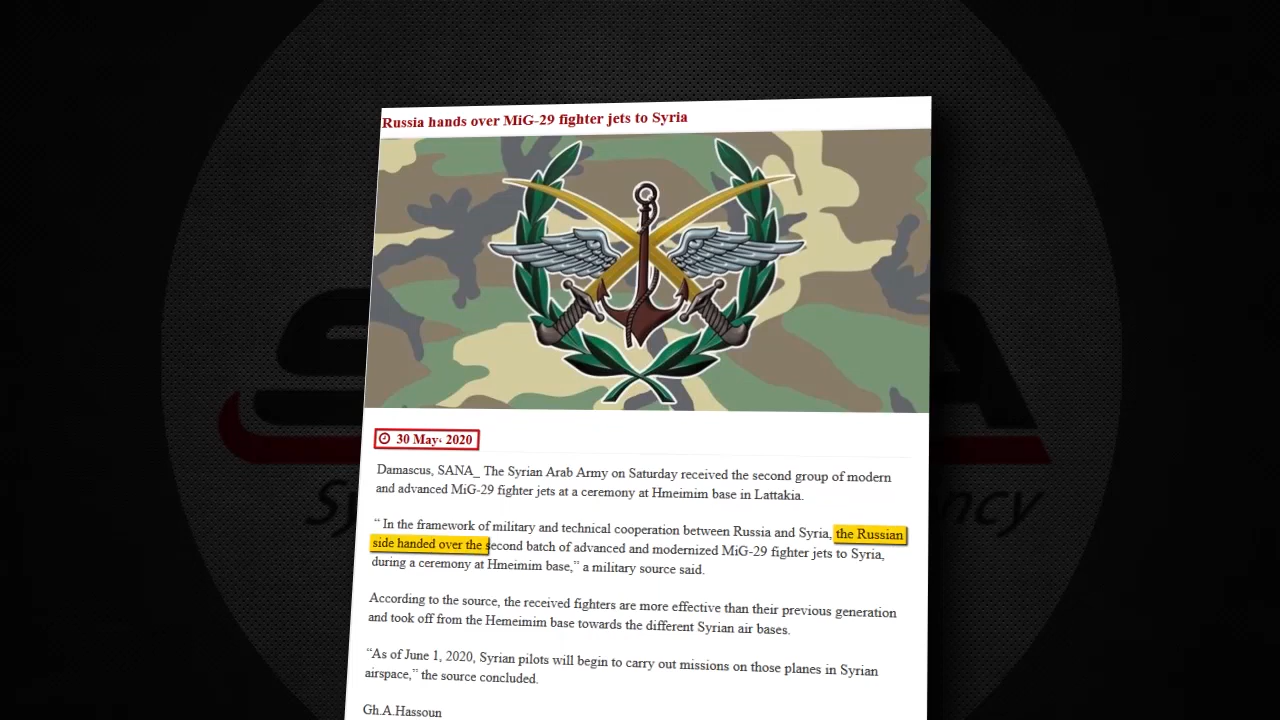 Russia hands over MiG-29 fighter jets to Syria
30 May، 2020
Damascus, SANA_ The Syrian Arab Army on Saturday received the second group of modern
and advanced MiG-29 fighter jets at a ceremony at Hmeimim base in Lattakia.
“ In the framework of military and technical cooperation between Russia and Syria, the Russian
side handed over the second batch of advanced and modernized MiG-29 fighter jets to Syria,
during a ceremony at Hmeimim base,” a military source said.
According to the source, the received fighters are more effective than their previous generation
and took off from the Hemeimim base towards the different Syrian air bases.
“As of June 1, 2020, Syrian pilots will begin to carry out missions on those planes in Syrian
airspace,” the source concluded.
Gh.A.Hassoun